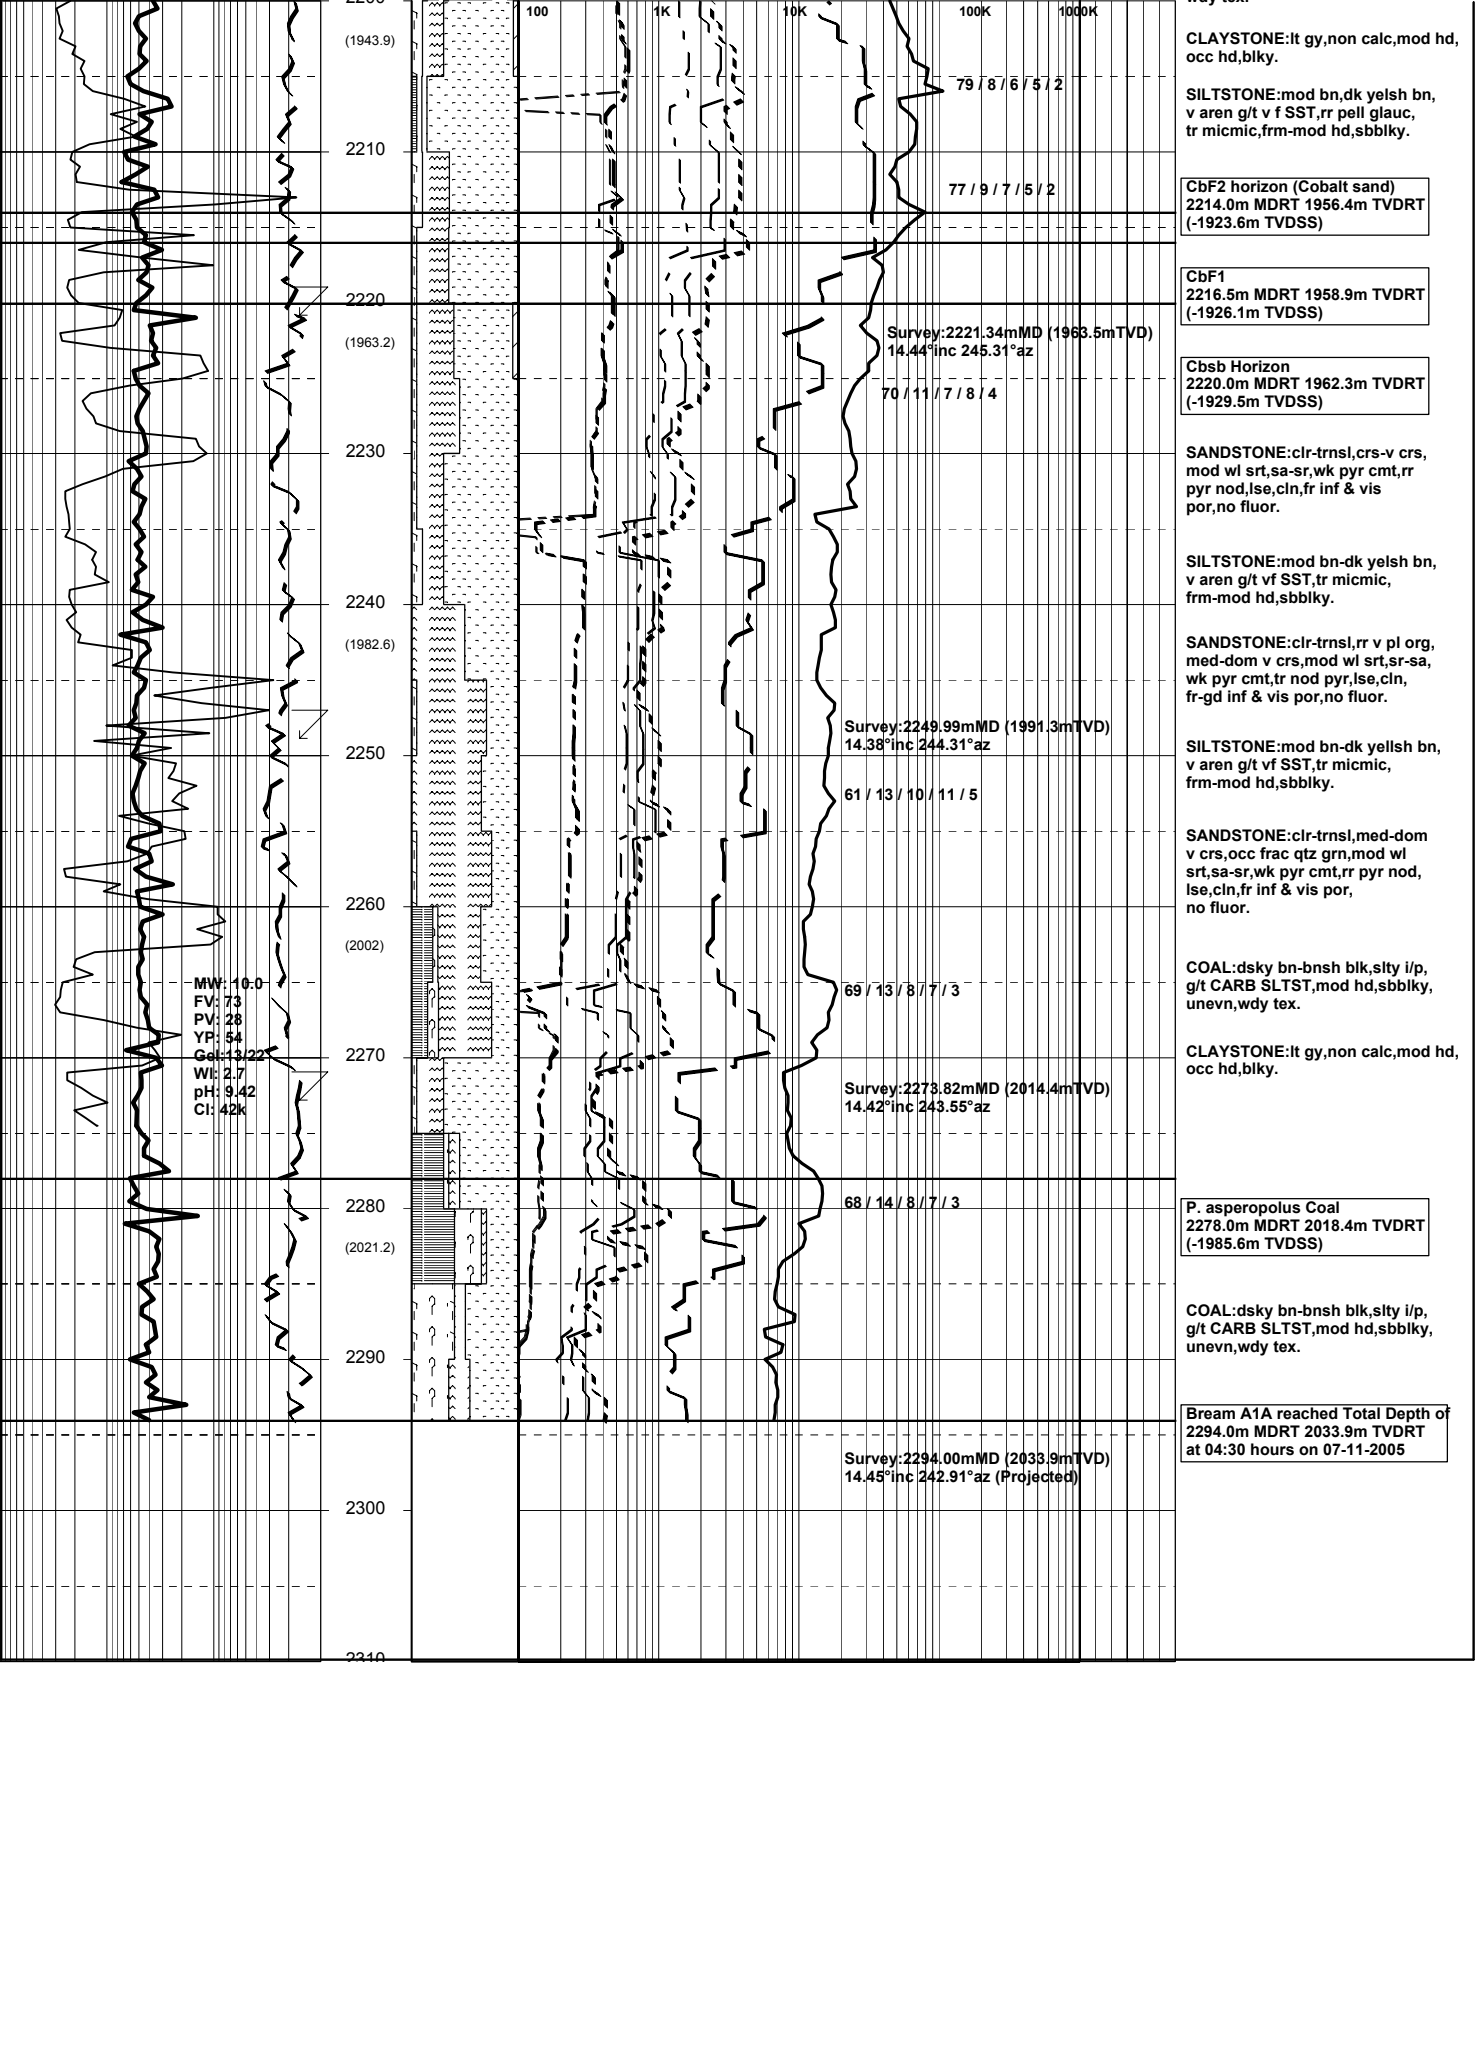 100 1K 10K 100K 1000K
(1943.9)
79 / 8 / 6 / 5 / 2
2210
77 / 9 / 7 / 5 / 2
2220
(1963.2)
Survey:2221.34mMD (1963.5mTVD)
14.44°inc 245.31°az
70 / 11 / 7 / 8 / 4
2230
2240
(1982.6)
Survey:2249.99mMD (1991.3mTVD)
14.38°inc 244.31°az
2250
61 / 13 / 10 / 11 / 5
2260
(2002)
MW: 10.0
FV: 73
PV: 28
YP: 54
Gel:13/22
Wl: 2.7
pH: 9.42
Cl: 42k
69 / 13 / 8 / 7 / 3
2270
Survey:2273.82mMD (2014.4mTVD)
14.42°inc 243.55°az
68 / 14 / 8 / 7 / 3
2280
(2021.2)
2290
Survey:2294.00mMD (2033.9mTVD)
14.45°inc 242.91°az (Projected)
2300
2310
wdy tex.
CLAYSTONE:lt gy,non calc,mod hd,
occ hd,blky.
SILTSTONE:mod bn,dk yelsh bn,
v aren g/t v f SST,rr pell glauc,
tr micmic,frm-mod hd,sbblky.
CbF2 horizon (Cobalt sand)
2214.0m MDRT 1956.4m TVDRT
(-1923.6m TVDSS)
CbF1
2216.5m MDRT 1958.9m TVDRT
(-1926.1m TVDSS)
Cbsb Horizon
2220.0m MDRT 1962.3m TVDRT
(-1929.5m TVDSS)
SANDSTONE:clr-trnsl,crs-v crs,
mod wl srt,sa-sr,wk pyr cmt,rr
pyr nod,lse,cln,fr inf & vis
por,no fluor.
SILTSTONE:mod bn-dk yelsh bn,
v aren g/t vf SST,tr micmic,
frm-mod hd,sbblky.
SANDSTONE:clr-trnsl,rr v pl org,
med-dom v crs,mod wl srt,sr-sa,
wk pyr cmt,tr nod pyr,lse,cln,
fr-gd inf & vis por,no fluor.
SILTSTONE:mod bn-dk yellsh bn,
v aren g/t vf SST,tr micmic,
frm-mod hd,sbblky.
SANDSTONE:clr-trnsl,med-dom
v crs,occ frac qtz grn,mod wl
srt,sa-sr,wk pyr cmt,rr pyr nod,
lse,cln,fr inf & vis por,
no fluor.
COAL:dsky bn-bnsh blk,slty i/p,
g/t CARB SLTST,mod hd,sbblky,
unevn,wdy tex.
CLAYSTONE:lt gy,non calc,mod hd,
occ hd,blky.
P. asperopolus Coal
2278.0m MDRT 2018.4m TVDRT
(-1985.6m TVDSS)
COAL:dsky bn-bnsh blk,slty i/p,
g/t CARB SLTST,mod hd,sbblky,
unevn,wdy tex.
Bream A1A reached Total Depth of
2294.0m MDRT 2033.9m TVDRT
at 04:30 hours on 07-11-2005